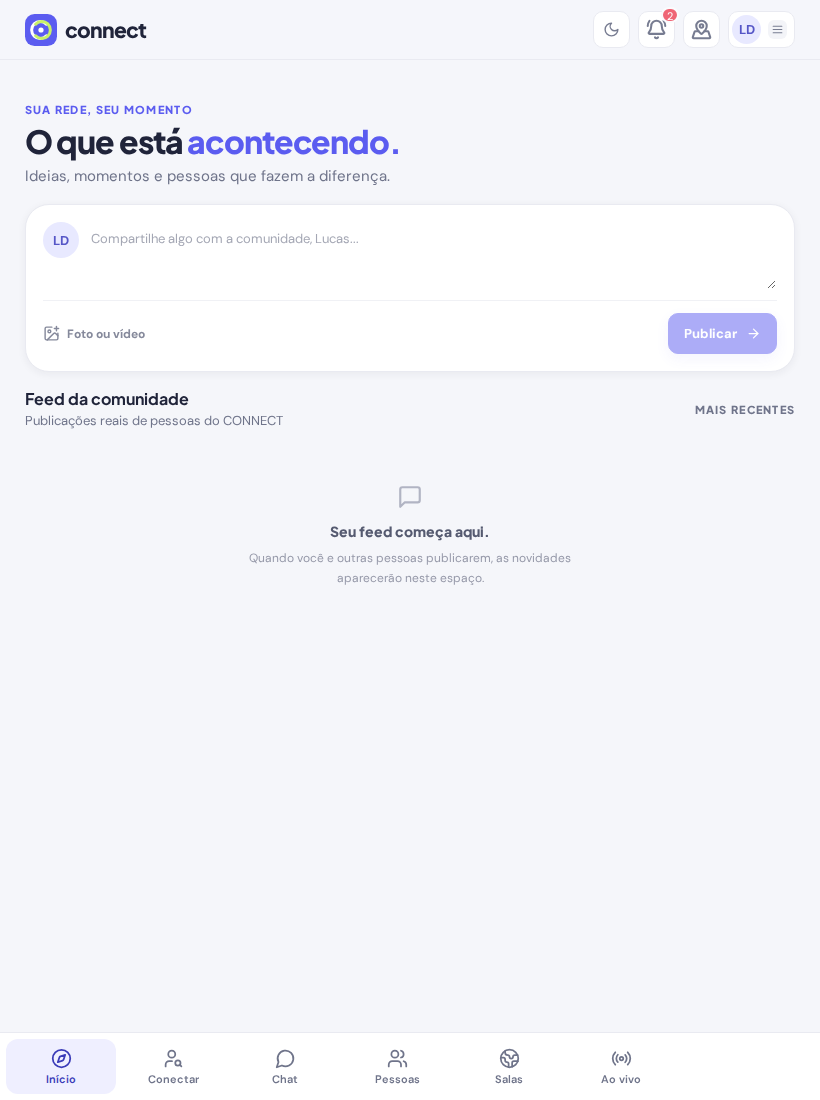 connect
2
LD
SUA REDE, SEU MOMENTO
O que está acontecendo.
Ideias, momentos e pessoas que fazem a diferença.
LD
Compartilhe algo com a comunidade, Lucas...
Foto ou vídeo
Publicar
Feed da comunidade
Publicações reais de pessoas do CONNECT
MAIS RECENTES
Seu feed começa aqui.
Quando você e outras pessoas publicarem, as novidades
aparecerão neste espaço.
Início
Conectar
Chat
Pessoas
Salas
Ao vivo